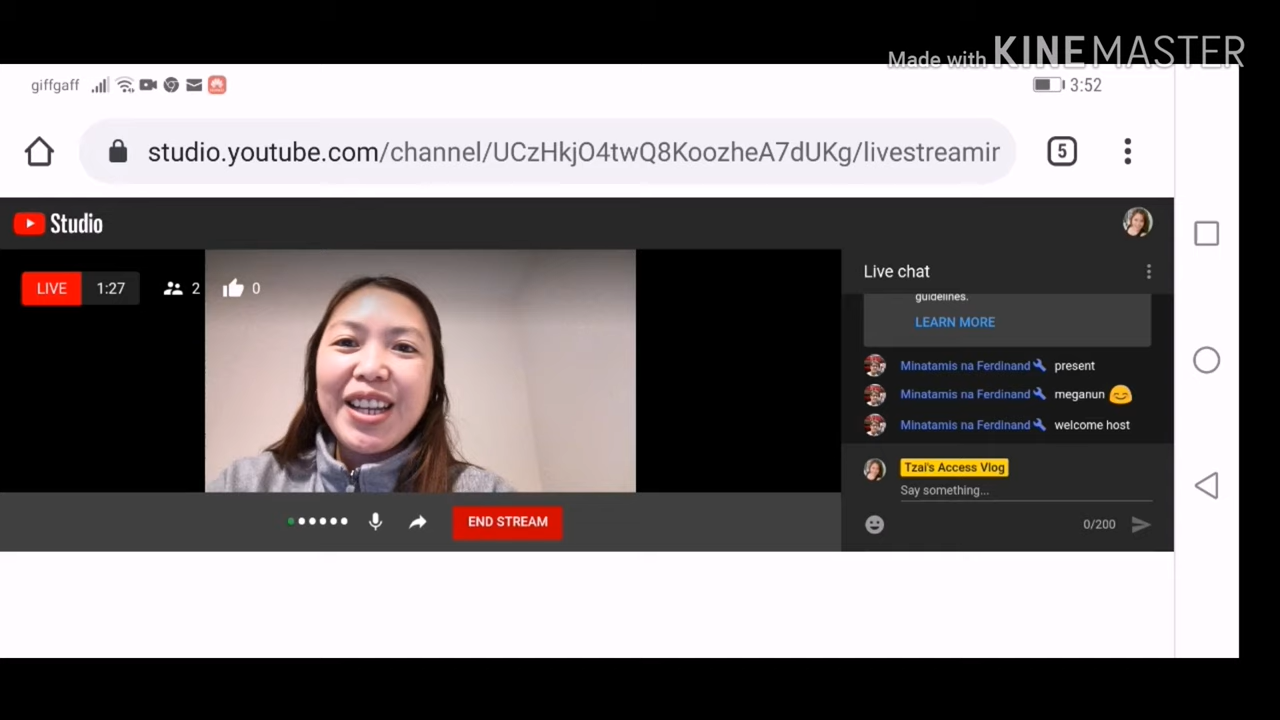 Made with KINEMASTER
giffgaff 3:52
studio.youtube.com/channel/UCzHkjO4twQ8KoozheA7dUKg/livestreamir
5
Studio
LIVE 1:27 2 0
Live chat
guidelines.
LEARN MORE
Minatamis na Ferdinand present
Minatamis na Ferdinand meganun 😊
Minatamis na Ferdinand welcome host
Tzai's Access Vlog
Say something...
END STREAM
0/200